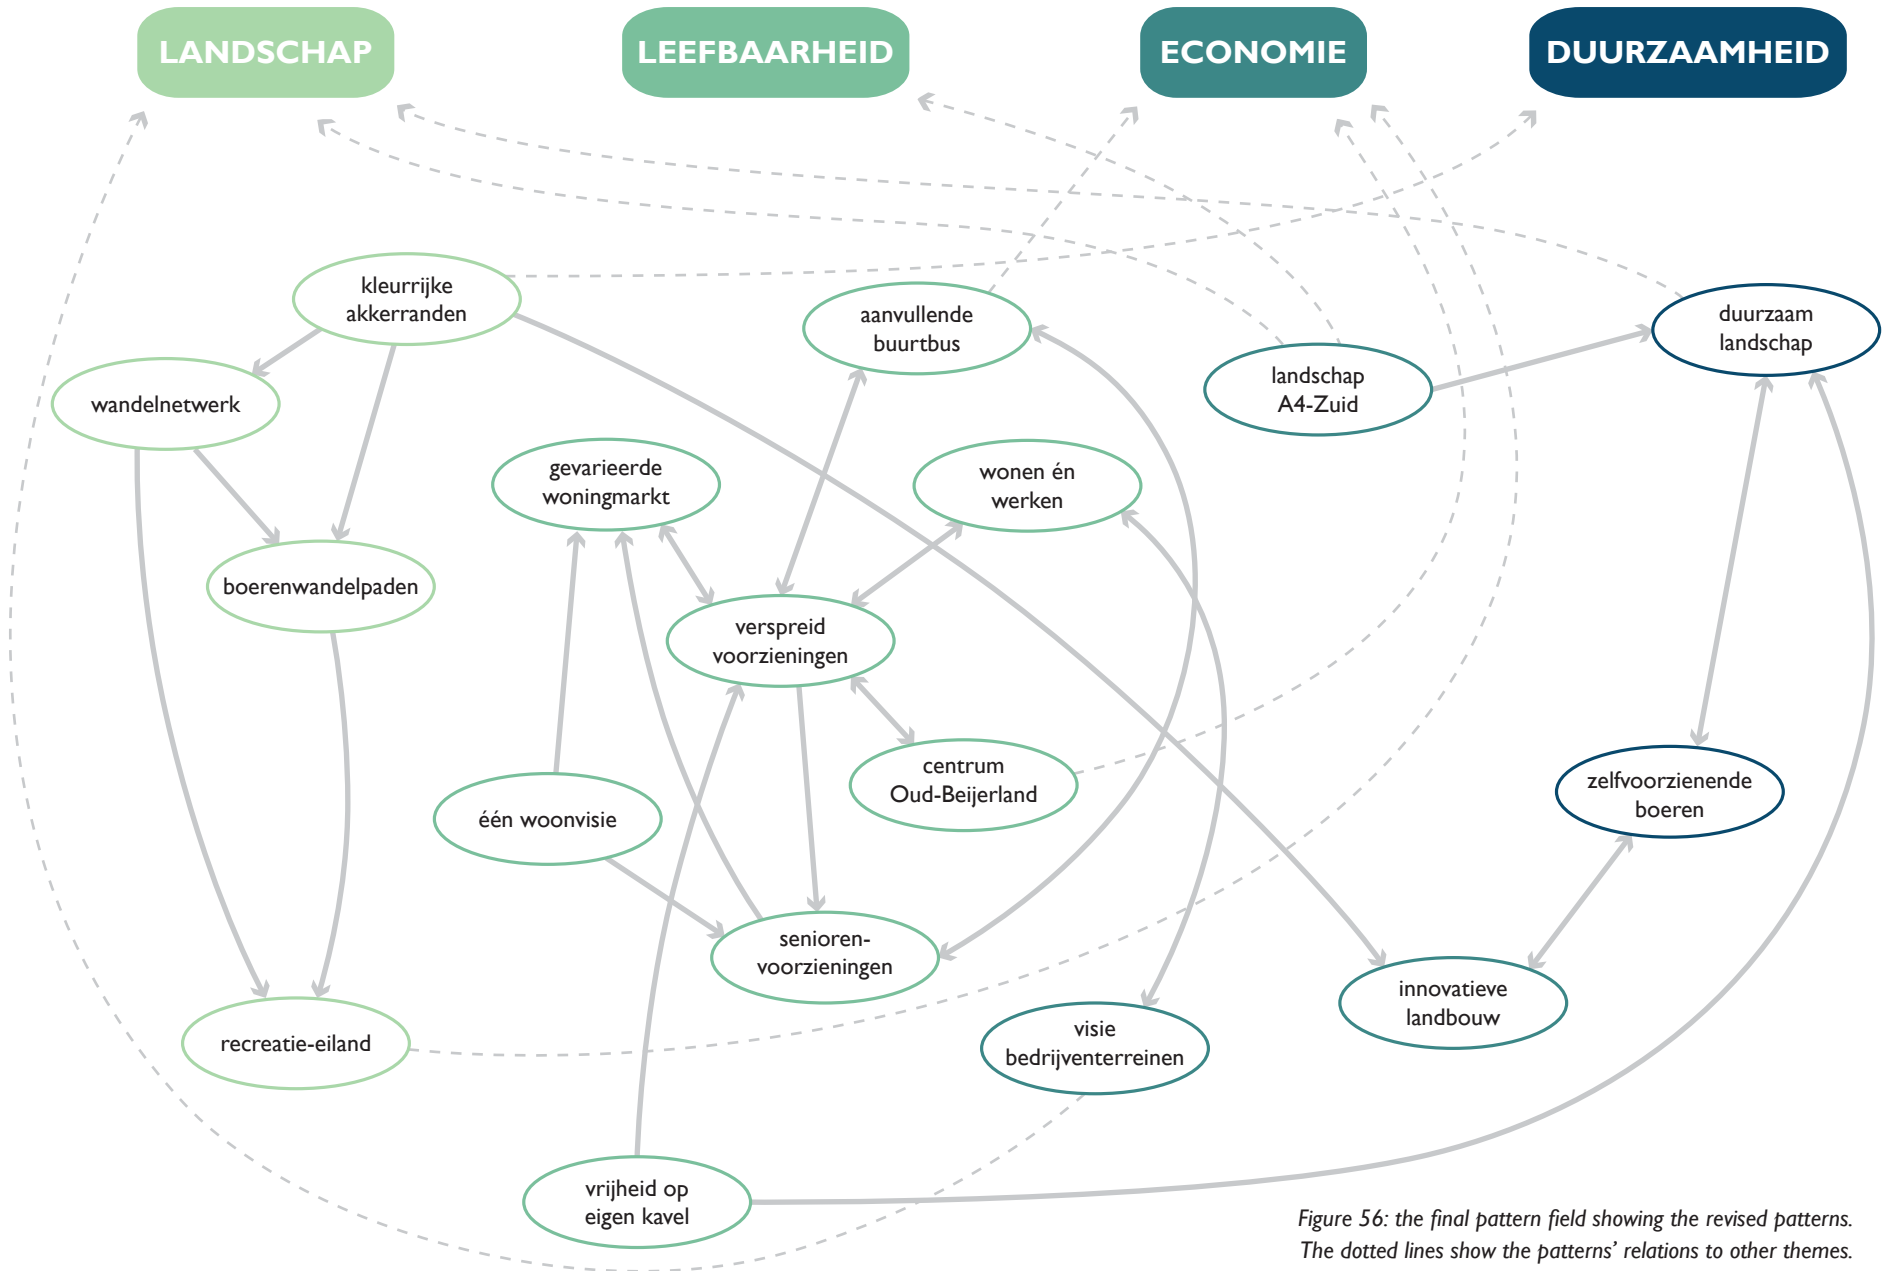 LANDSCHAP
LEEFBAARHEID
ECONOMIE
DUURZAAMHEID
kleurrijke
akkerranden
aanvullende
buurtbus
duurzaam
landschap
landschap
A4-Zuid
wandelnetwerk
gevarieerde
woningmarkt
wonen én
werken
boerenwandelpaden
verspreid
voorzieningen
centrum
Oud-Beijerland
zelfvoorzienende
boeren
één woonvisie
senioren-
voorzieningen
innovatieve
landbouw
recreatie-eiland
visie
bedrijventerreinen
vrijheid op
eigen kavel
Figure 56: the final pattern field showing the revised patterns.
The dotted lines show the patterns’ relations to other themes.